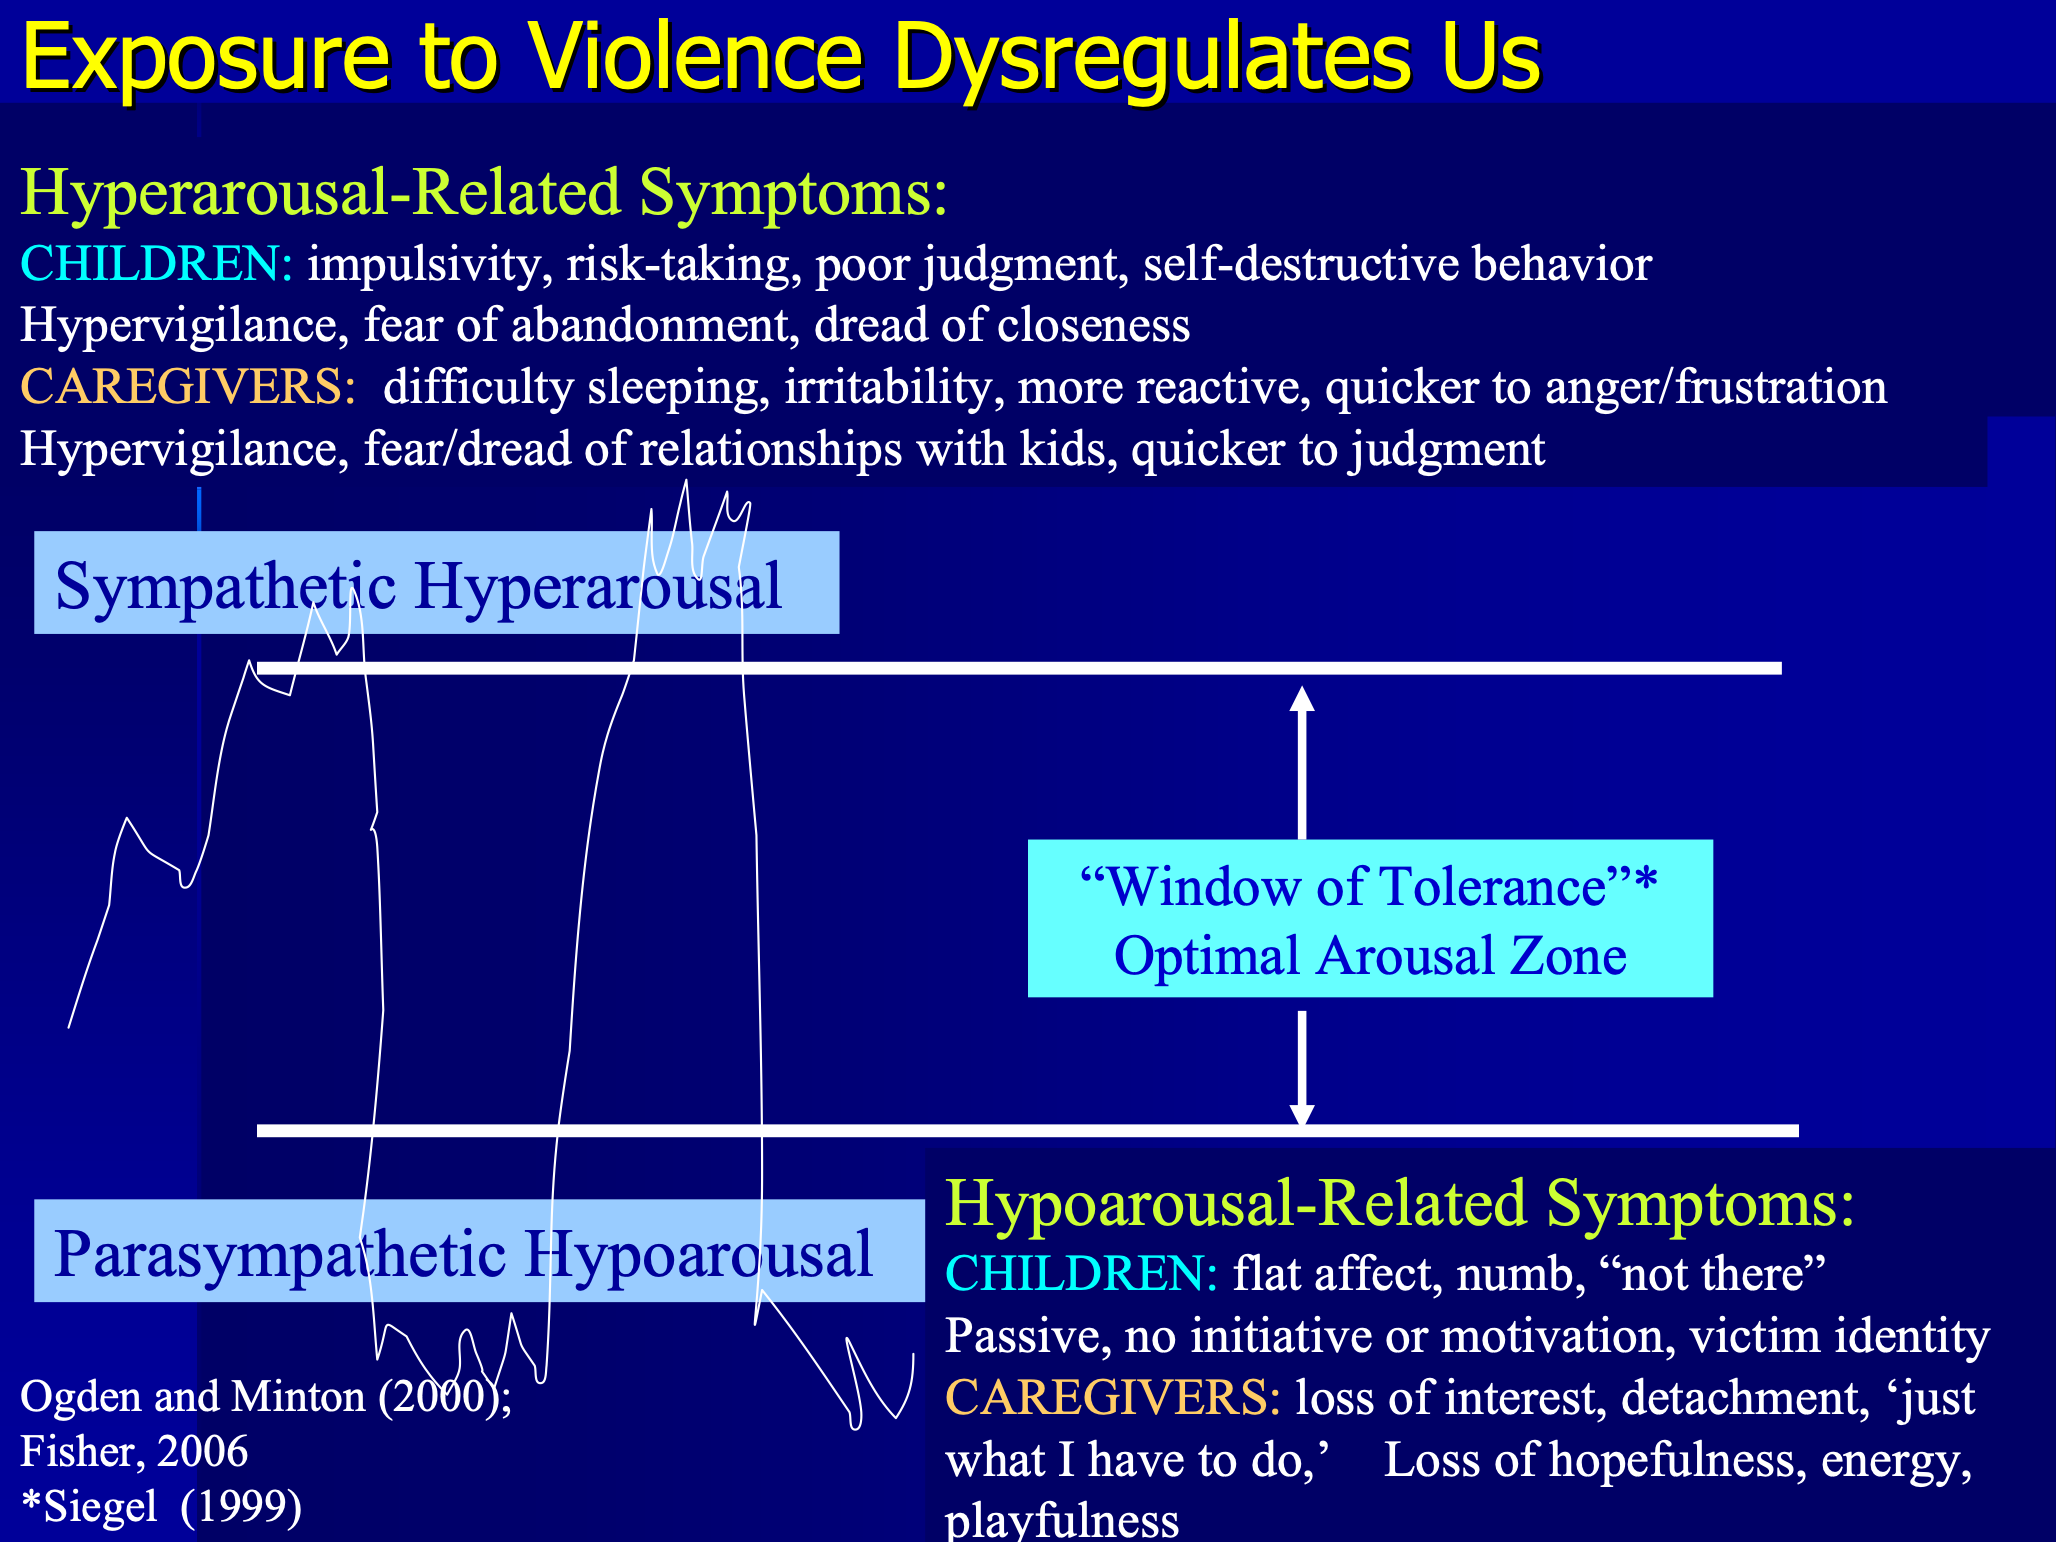 Exposure to Violence Dysregulates Us
Hyperarousal-Related Symptoms:
CHILDREN: impulsivity, risk-taking, poor judgment, self-destructive behavior
Hypervigilance, fear of abandonment, dread of closeness
CAREGIVERS:  difficulty sleeping, irritability, more reactive, quicker to anger/frustration
Hypervigilance, fear/dread of relationships with kids, quicker to judgment
Sympathetic Hyperarousal
“Window of Tolerance”*
Optimal Arousal Zone
Parasympathetic Hypoarousal
Hypoarousal-Related Symptoms:
CHILDREN: flat affect, numb, “not there”
Passive, no initiative or motivation, victim identity
CAREGIVERS: loss of interest, detachment, ‘just
what I have to do,’    Loss of hopefulness, energy,
playfulness
Ogden and Minton (2000);
Fisher, 2006
*Siegel  (1999)